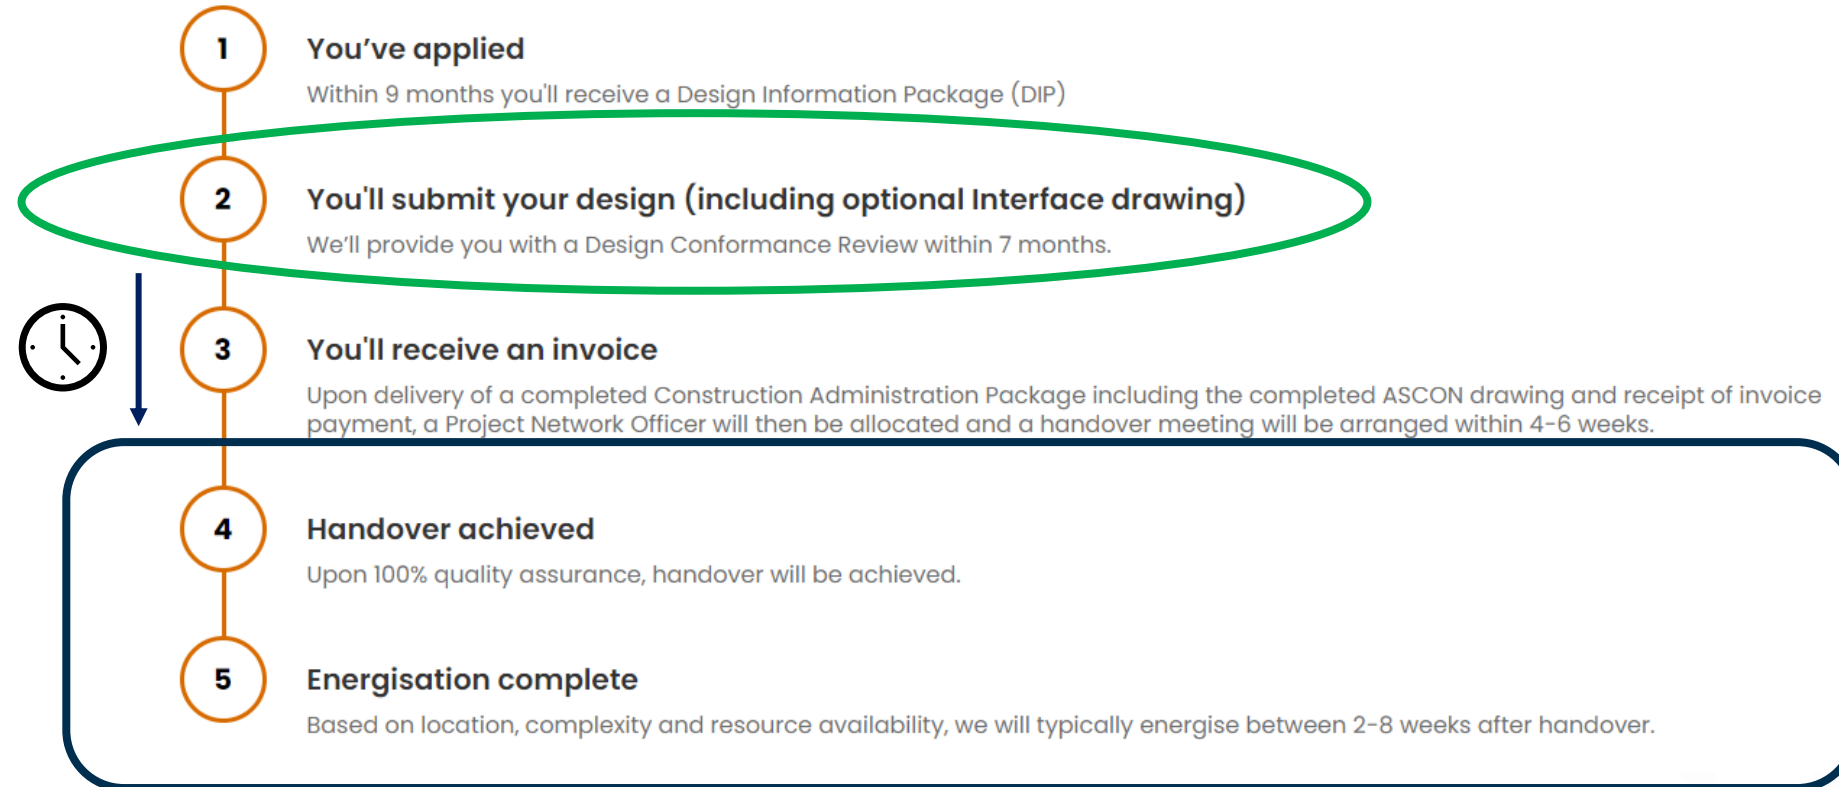 1
You’ve applied
Within 9 months you'll receive a Design Information Package (DIP)
2
You'll submit your design (including optional Interface drawing)
We’ll provide you with a Design Conformance Review within 7 months.
3
You'll receive an invoice
Upon delivery of a completed Construction Administration Package including the completed ASCON drawing and receipt of invoice
payment, a Project Network Officer will then be allocated and a handover meeting will be arranged within 4-6 weeks.
4
Handover achieved
Upon 100% quality assurance, handover will be achieved.
5
Energisation complete
Based on location, complexity and resource availability, we will typically energise between 2-8 weeks after handover.